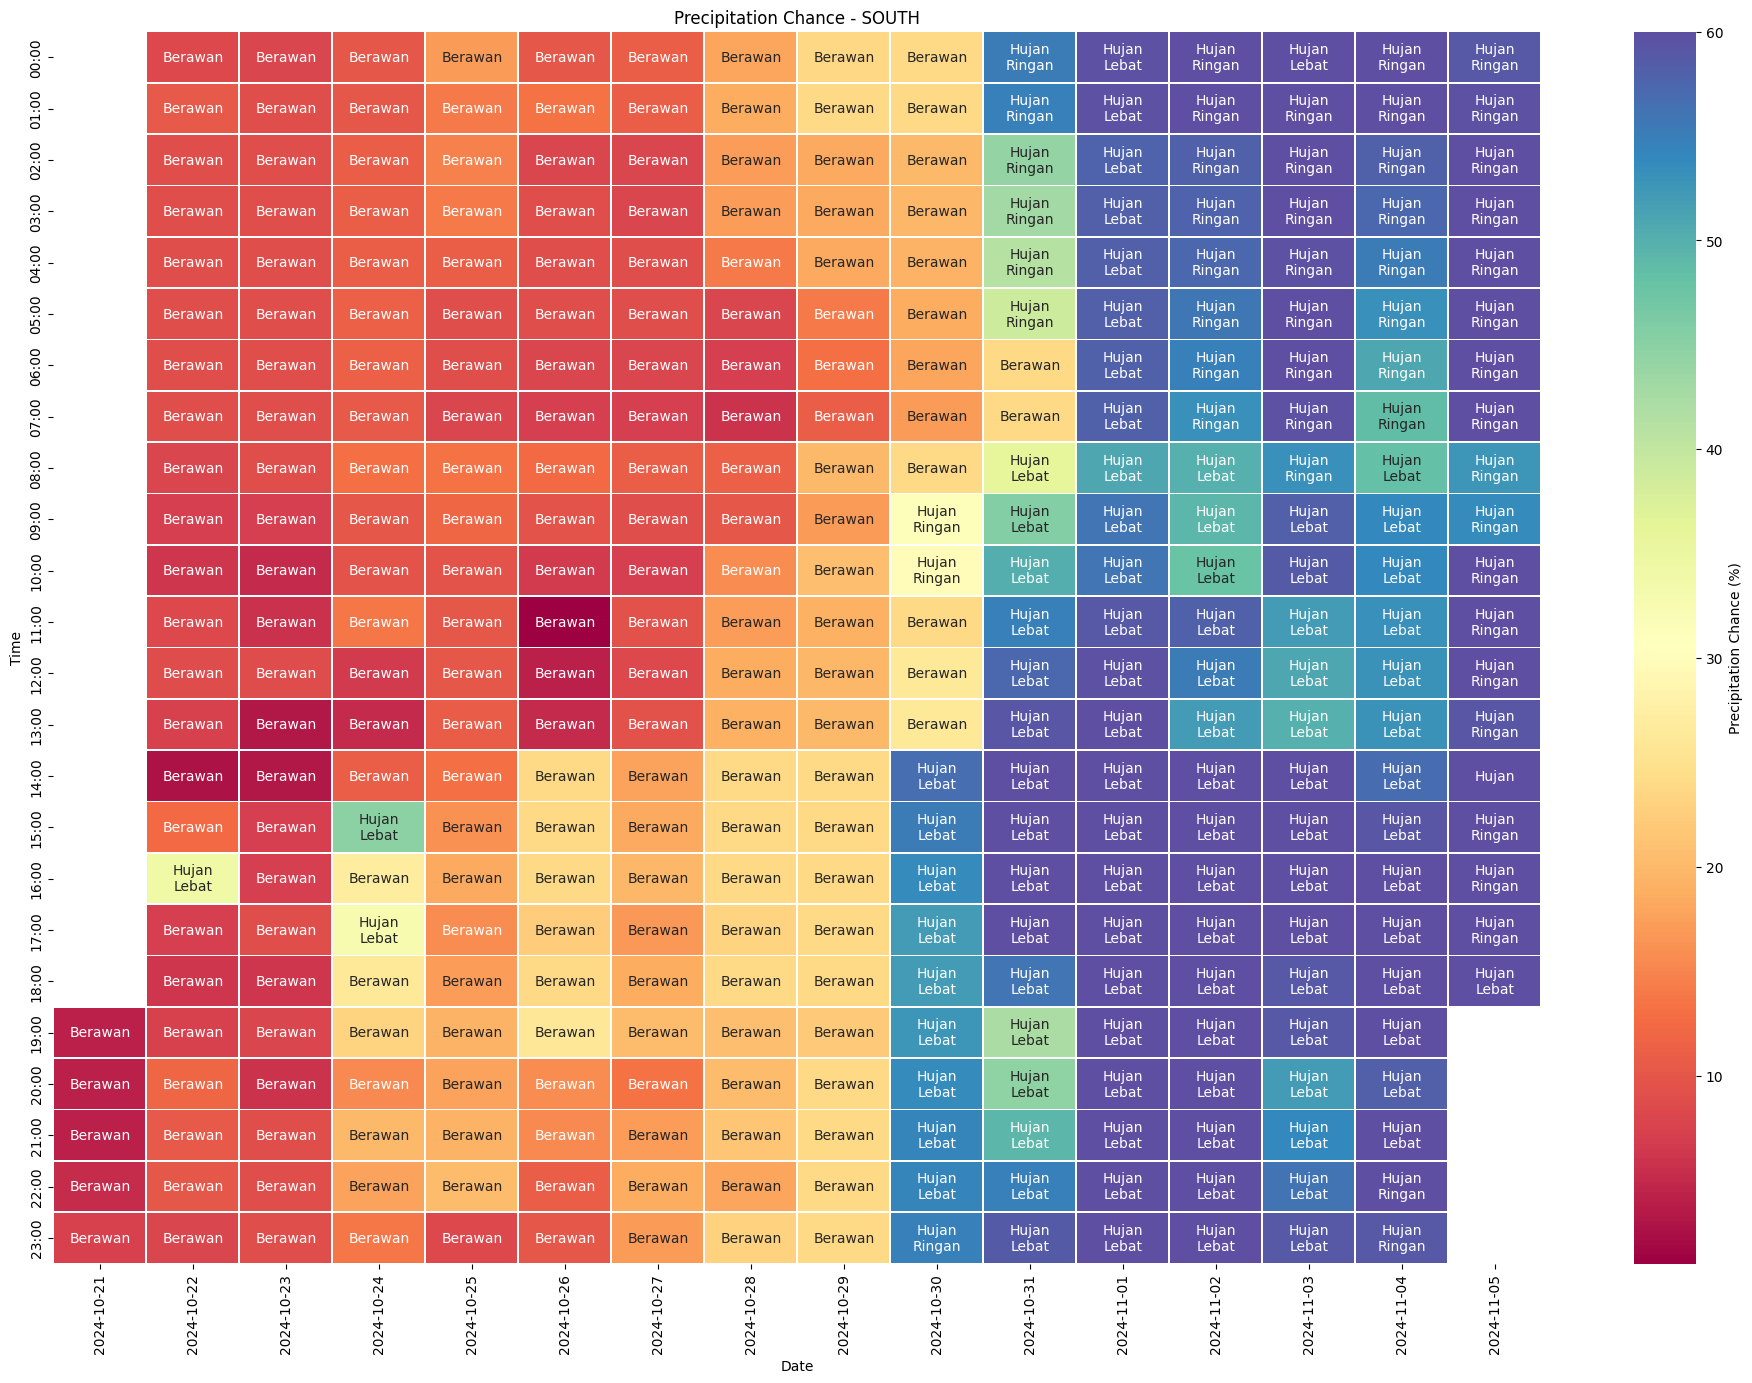 Precipitation Chance - SOUTH
00:00 Berawan Berawan Berawan Berawan Berawan Berawan Berawan Berawan Berawan Hujan Ringan Hujan Lebat Hujan Ringan Hujan Lebat Hujan Ringan Hujan Ringan
01:00 Berawan Berawan Berawan Berawan Berawan Berawan Berawan Berawan Berawan Hujan Ringan Hujan Lebat Hujan Ringan Hujan Ringan Hujan Ringan Hujan Ringan
02:00 Berawan Berawan Berawan Berawan Berawan Berawan Berawan Berawan Berawan Hujan Ringan Hujan Lebat Hujan Ringan Hujan Ringan Hujan Ringan Hujan Ringan
03:00 Berawan Berawan Berawan Berawan Berawan Berawan Berawan Berawan Berawan Hujan Ringan Hujan Lebat Hujan Ringan Hujan Ringan Hujan Ringan Hujan Ringan
04:00 Berawan Berawan Berawan Berawan Berawan Berawan Berawan Berawan Berawan Hujan Ringan Hujan Lebat Hujan Ringan Hujan Ringan Hujan Ringan Hujan Ringan
05:00 Berawan Berawan Berawan Berawan Berawan Berawan Berawan Berawan Berawan Hujan Ringan Hujan Lebat Hujan Ringan Hujan Ringan Hujan Ringan Hujan Ringan
06:00 Berawan Berawan Berawan Berawan Berawan Berawan Berawan Berawan Berawan Berawan Hujan Lebat Hujan Ringan Hujan Ringan Hujan Ringan Hujan Ringan
07:00 Berawan Berawan Berawan Berawan Berawan Berawan Berawan Berawan Berawan Berawan Hujan Lebat Hujan Ringan Hujan Ringan Hujan Ringan Hujan Ringan
08:00 Berawan Berawan Berawan Berawan Berawan Berawan Berawan Berawan Berawan Hujan Lebat Hujan Lebat Hujan Lebat Hujan Ringan Hujan Lebat Hujan Ringan
09:00 Berawan Berawan Berawan Berawan Berawan Berawan Berawan Berawan Hujan Ringan Hujan Lebat Hujan Lebat Hujan Lebat Hujan Lebat Hujan Lebat Hujan Ringan
10:00 Berawan Berawan Berawan Berawan Berawan Berawan Berawan Berawan Hujan Ringan Hujan Lebat Hujan Lebat Hujan Lebat Hujan Lebat Hujan Lebat Hujan Ringan
11:00 Berawan Berawan Berawan Berawan Berawan Berawan Berawan Berawan Berawan Hujan Lebat Hujan Lebat Hujan Lebat Hujan Lebat Hujan Lebat Hujan Ringan
12:00 Berawan Berawan Berawan Berawan Berawan Berawan Berawan Berawan Berawan Hujan Lebat Hujan Lebat Hujan Lebat Hujan Lebat Hujan Lebat Hujan Ringan
13:00 Berawan Berawan Berawan Berawan Berawan Berawan Berawan Berawan Berawan Hujan Lebat Hujan Lebat Hujan Lebat Hujan Lebat Hujan Lebat Hujan Ringan
14:00 Berawan Berawan Berawan Berawan Berawan Berawan Berawan Berawan Hujan Lebat Hujan Lebat Hujan Lebat Hujan Lebat Hujan Lebat Hujan Lebat Hujan
15:00 Berawan Berawan Hujan Lebat Berawan Berawan Berawan Berawan Berawan Hujan Lebat Hujan Lebat Hujan Lebat Hujan Lebat Hujan Lebat Hujan Lebat Hujan Ringan
16:00 Hujan Lebat Berawan Berawan Berawan Berawan Berawan Berawan Berawan Hujan Lebat Hujan Lebat Hujan Lebat Hujan Lebat Hujan Lebat Hujan Lebat Hujan Ringan
17:00 Berawan Berawan Hujan Lebat Berawan Berawan Berawan Berawan Berawan Hujan Lebat Hujan Lebat Hujan Lebat Hujan Lebat Hujan Lebat Hujan Lebat Hujan Ringan
18:00 Berawan Berawan Berawan Berawan Berawan Berawan Berawan Berawan Hujan Lebat Hujan Lebat Hujan Lebat Hujan Lebat Hujan Lebat Hujan Lebat Hujan Lebat
19:00 Berawan Berawan Berawan Berawan Berawan Berawan Berawan Berawan Berawan Hujan Lebat Hujan Lebat Hujan Lebat Hujan Lebat Hujan Lebat Hujan Lebat
20:00 Berawan Berawan Berawan Berawan Berawan Berawan Berawan Berawan Berawan Hujan Lebat Hujan Lebat Hujan Lebat Hujan Lebat Hujan Lebat Hujan Lebat
21:00 Berawan Berawan Berawan Berawan Berawan Berawan Berawan Berawan Berawan Hujan Lebat Hujan Lebat Hujan Lebat Hujan Lebat Hujan Lebat Hujan Lebat
22:00 Berawan Berawan Berawan Berawan Berawan Berawan Berawan Berawan Berawan Hujan Lebat Hujan Lebat Hujan Lebat Hujan Lebat Hujan Lebat Hujan Ringan
23:00 Berawan Berawan Berawan Berawan Berawan Berawan Berawan Berawan Berawan Hujan Ringan Hujan Lebat Hujan Lebat Hujan Lebat Hujan Lebat Hujan Ringan
Time
2024-10-21 2024-10-22 2024-10-23 2024-10-24 2024-10-25 2024-10-26 2024-10-27 2024-10-28 2024-10-29 2024-10-30 2024-10-31 2024-11-01 2024-11-02 2024-11-03 2024-11-04 2024-11-05
Date
60
50
40
30
20
10
Precipitation Chance (%)